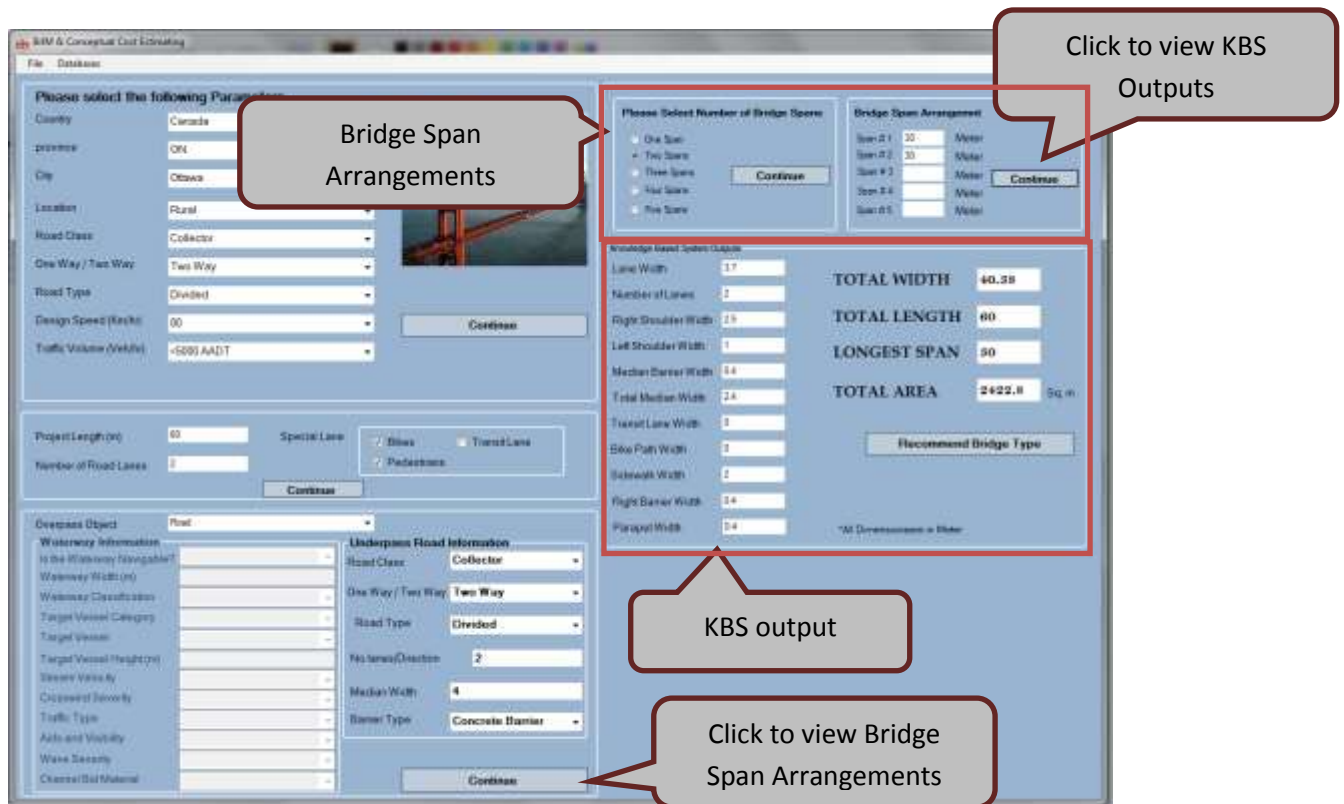 BIM & Conceptual Cost Estimating
File Databases
Please select the following Parameters
Country Canada
province ON
City Ottawa
Location Rural
Road Class Collector
One Way / Two Way Two Way
Road Type Divided
Design Speed (Km/hr) 80
Traffic Volume (Veh/hr) <5000 AADT
Continue
Bridge Span Arrangements
Click to view KBS Outputs
Please Select Number of Bridge Spans
One Span
Two Spans
Three Spans
Four Spans
Five Spans
Continue
Bridge Span Arrangement
Span # 1 30 Meter
Span # 2 30 Meter
Span # 3 Meter
Span # 4 Meter
Span # 5 Meter
Continue
Project Length (m) 60
Number of Road Lanes 2
Special Lane
Bikes
Transit Lane
Pedestrians
Continue
Overpass Object Road
Waterway Information
Is the Waterway Navigable?
Waterway Width (m)
Waterway Classification
Target Vessel Category
Target Vessel
Target Vessel Height (m)
Stream Velocity
Crosswind Severity
Traffic Type
Aids and Visibility
Wave Severity
Channel Bed Material
Underpass Road Information
Road Class Collector
One Way / Two Way Two Way
Road Type Divided
No.lanes/Direction 2
Median Width 4
Barrier Type Concrete Barrier
Continue
Click to view Bridge Span Arrangements
Knowledge Based System Outputs
Lane Width 3.7
Number of Lanes 2
Right Shoulder Width 2.5
Left Shoulder Width 1
Median Barrier Width 0.4
Total Median Width 2.4
Transit Lane Width 0
Bike Path Width
Sidewalk Width 2
Right Barrier Width 0.4
Parapet Width 0.4
TOTAL WIDTH 40.38
TOTAL LENGTH 60
LONGEST SPAN
TOTAL AREA 2422.8 Sq. m
Recommend Bridge Type
KBS output